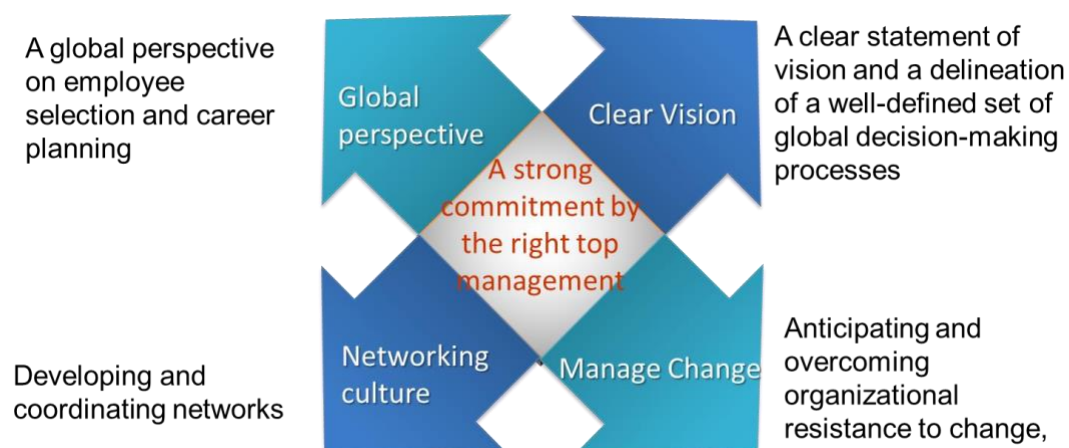 A global perspective
on employee
selection and career
planning
Global
perspective
Clear Vision
A clear statement of
vision and a delineation
of a well-defined set of
global decision-making
processes
A strong
commitment by
the right top
management
Developing and
coordinating networks
Networking
culture
Manage Change
Anticipating and
overcoming
organizational
resistance to change,